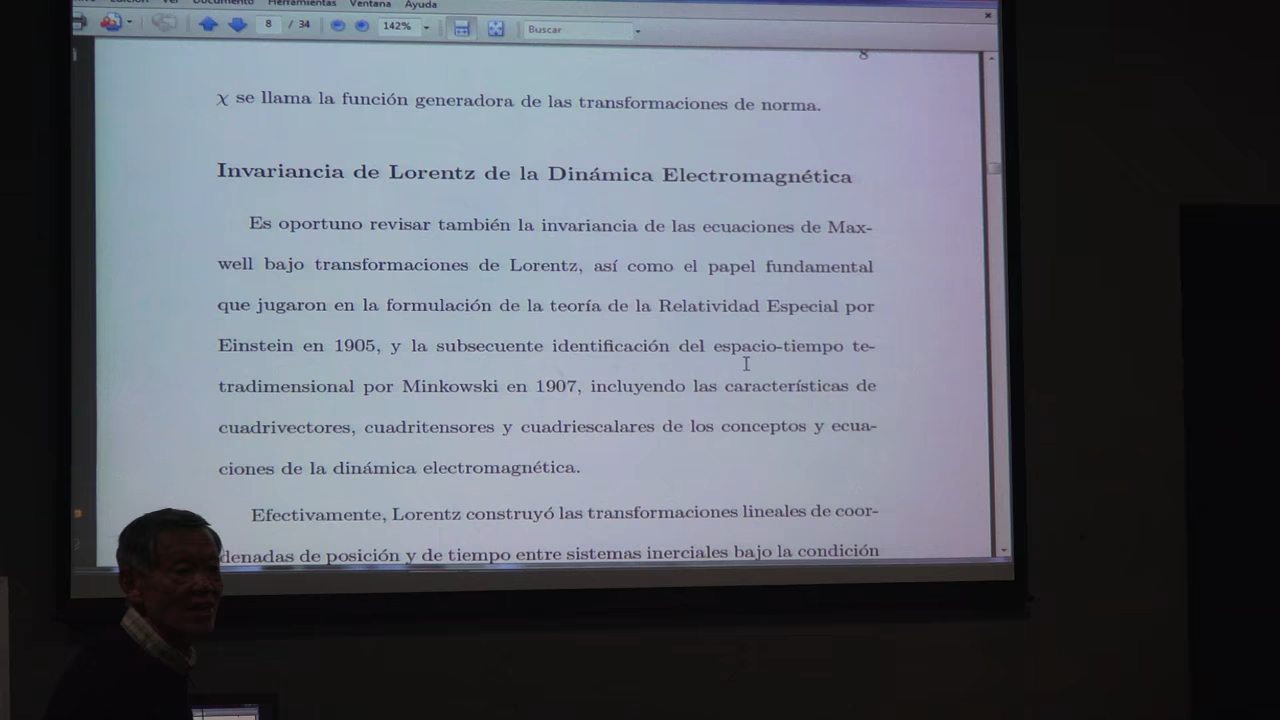 Ventana Ayuda
8 / 34 142% Buscar
8
χ se llama la función generadora de las transformaciones de norma.
Invariancia de Lorentz de la Dinámica Electromagnética
Es oportuno revisar también la invariancia de las ecuaciones de Max-
well bajo transformaciones de Lorentz, así como el papel fundamental
que jugaron en la formulación de la teoría de la Relatividad Especial por
Einstein en 1905, y la subsecuente identificación del espacio-tiempo te-
tradimensional por Minkowski en 1907, incluyendo las características de
cuadrivectores, cuadritensores y cuadriescalares de los conceptos y ecua-
ciones de la dinámica electromagnética.
Efectivamente, Lorentz construyó las transformaciones lineales de coor-
denadas de posición y de tiempo entre sistemas inerciales bajo la condición